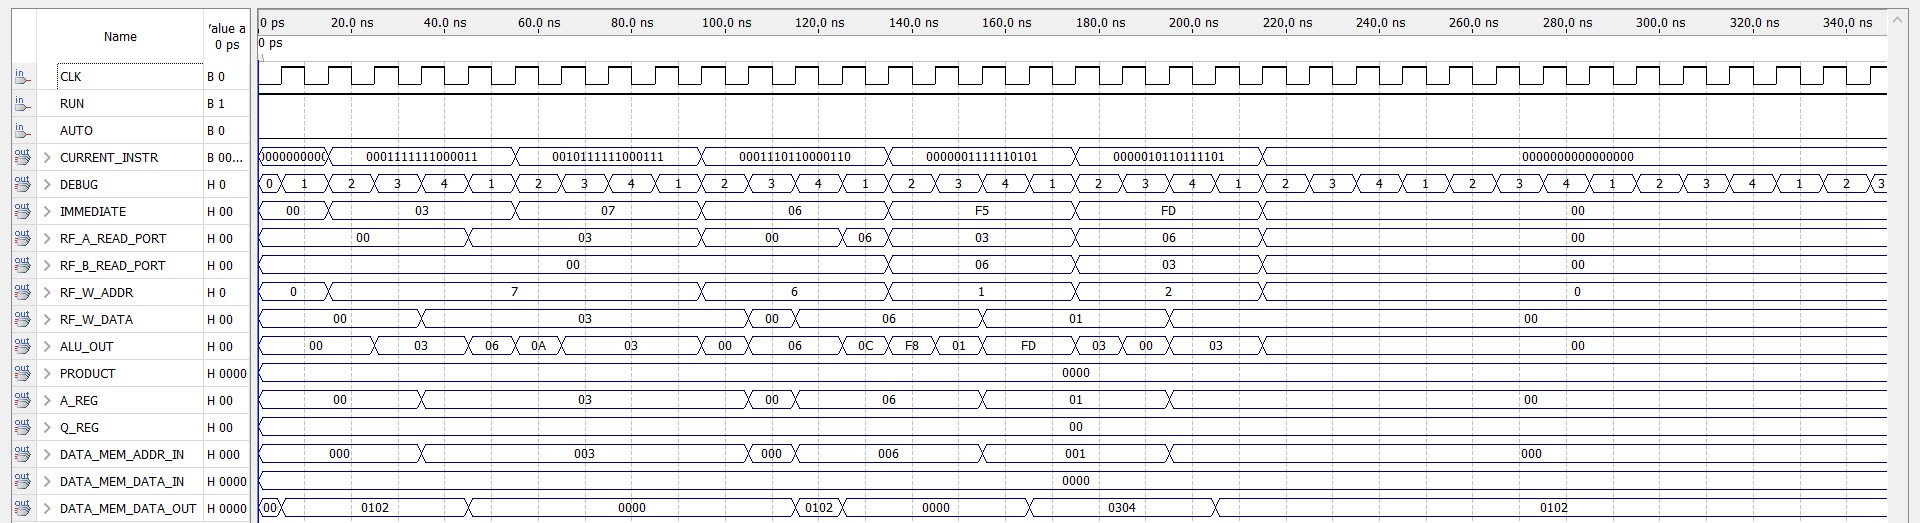 Name
'alue a
0 ps
0 ps 20.0 ns 40.0 ns 60.0 ns 80.0 ns 100.0 ns 120.0 ns 140.0 ns 160.0 ns 180.0 ns 200.0 ns 220.0 ns 240.0 ns 260.0 ns 280.0 ns 300.0 ns 320.0 ns 340.0 ns
0 ps
in CLK B 0
in RUN B 1
in AUTO B 0
out CURRENT_INSTR B 00... 0001111111000011 0010111111000111 0001110110000110 0000001111110101 0000010110111101 0000000000000000
out DEBUG H 0 0 1 2 3 4 1 2 3 4 1 2 3 4 1 2 3 4 1 2 3 4 1 2 3 4 1 2 3 4 1 2 3 4 1 2 3
out IMMEDIATE H 00 00 03 07 06 F5 FD 00
out RF_A_READ_PORT H 00 00 03 00 06 03 06 00
out RF_B_READ_PORT H 00 00 06 03 00
out RF_W_ADDR H 0 0 7 6 1 2 0
out RF_W_DATA H 00 00 03 00 06 01 00
out ALU_OUT H 00 00 03 06 0A 03 00 06 0C F8 01 FD 03 00 03 00
out PRODUCT H 0000 0000
out A_REG H 00 00 03 00 06 01 00
out Q_REG H 00 00
out DATA_MEM_ADDR_IN H 000 000 003 000 006 001 000
out DATA_MEM_DATA_IN H 0000 0000
out DATA_MEM_DATA_OUT H 0000 00 0102 0000 0102 0000 0304 0102